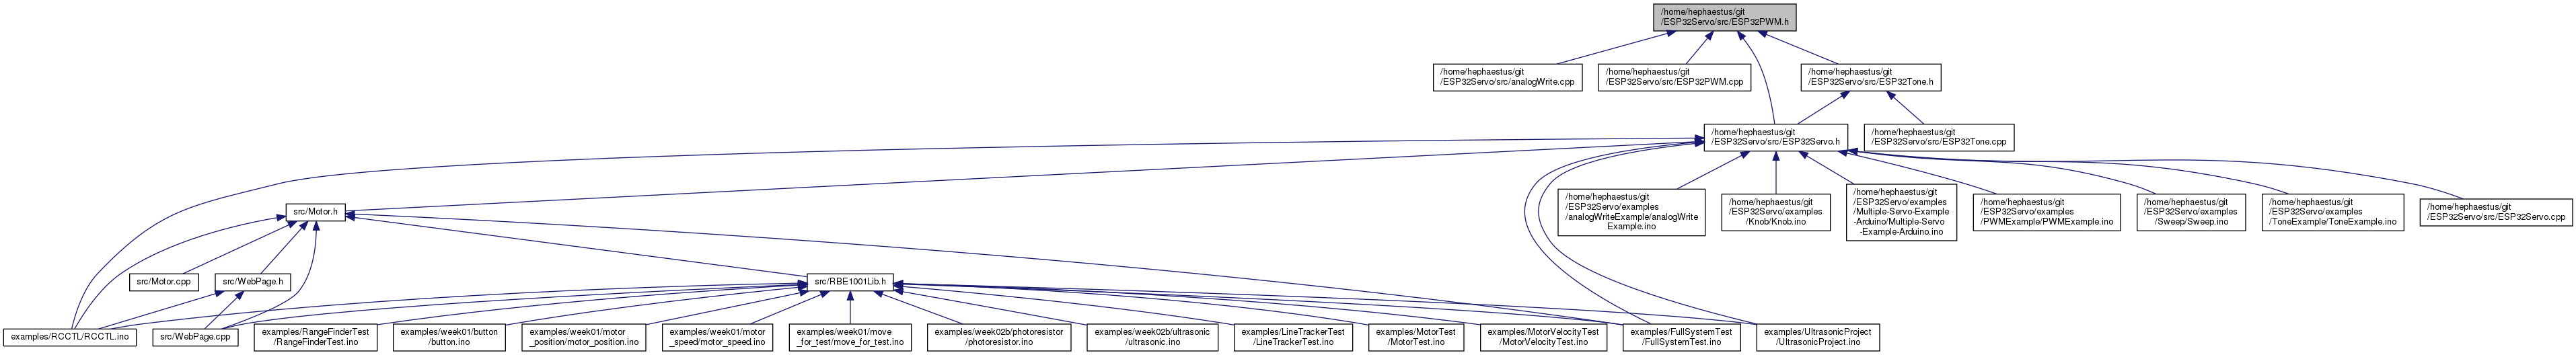 /home/hephaestus/git
/ESP32Servo/src/ESP32PWM.h
/home/hephaestus/git
/ESP32Servo/src/analogWrite.cpp
/home/hephaestus/git
/ESP32Servo/src/ESP32PWM.cpp
/home/hephaestus/git
/ESP32Servo/src/ESP32Tone.h
/home/hephaestus/git
/ESP32Servo/src/ESP32Servo.h
/home/hephaestus/git
/ESP32Servo/src/ESP32Tone.cpp
/home/hephaestus/git
/ESP32Servo/examples
/analogWriteExample/analogWrite
Example.ino
/home/hephaestus/git
/ESP32Servo/examples
/Knob/Knob.ino
/home/hephaestus/git
/ESP32Servo/examples
/Multiple-Servo-Example
-Arduino/Multiple-Servo
-Example-Arduino.ino
/home/hephaestus/git
/ESP32Servo/examples
/PWMExample/PWMExample.ino
/home/hephaestus/git
/ESP32Servo/examples
/Sweep/Sweep.ino
/home/hephaestus/git
/ESP32Servo/examples
/ToneExample/ToneExample.ino
/home/hephaestus/git
/ESP32Servo/src/ESP32Servo.cpp
src/Motor.h
src/Motor.cpp
src/WebPage.h
src/RBE1001Lib.h
examples/RCCTL/RCCTL.ino
src/WebPage.cpp
examples/RangeFinderTest
/RangeFinderTest.ino
examples/week01/button
/button.ino
examples/week01/motor
_position/motor_position.ino
examples/week01/motor
_speed/motor_speed.ino
examples/week01/move
_for_test/move_for_test.ino
examples/week02b/photoresistor
/photoresistor.ino
examples/week02b/ultrasonic
/ultrasonic.ino
examples/LineTrackerTest
/LineTrackerTest.ino
examples/MotorTest
/MotorTest.ino
examples/MotorVelocityTest
/MotorVelocityTest.ino
examples/FullSystemTest
/FullSystemTest.ino
examples/UltrasonicProject
/UltrasonicProject.ino